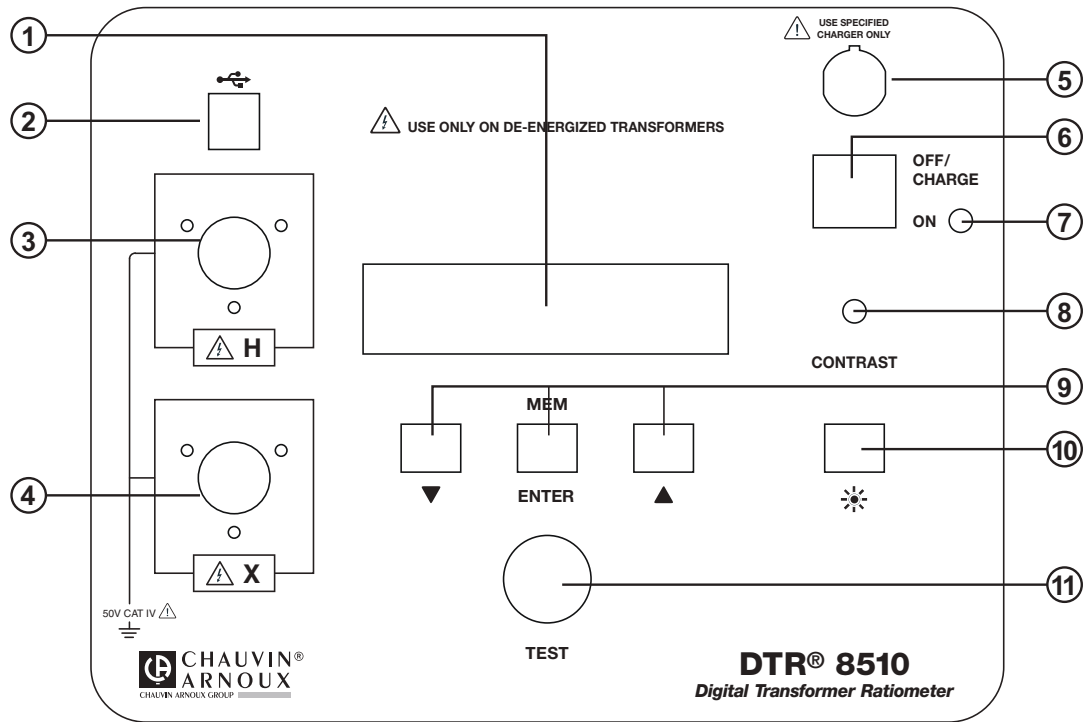 1
USE SPECIFIED
CHARGER ONLY
2
5
USE ONLY ON DE-ENERGIZED TRANSFORMERS
6
OFF/
CHARGE
ON
7
3
H
8
CONTRAST
9
MEM
10
4
ENTER
X
11
50V CAT IV
TEST
CHAUVIN®
ARNOUX
CHAUVIN ARNOUX GROUP
DTR® 8510
Digital Transformer Ratiometer